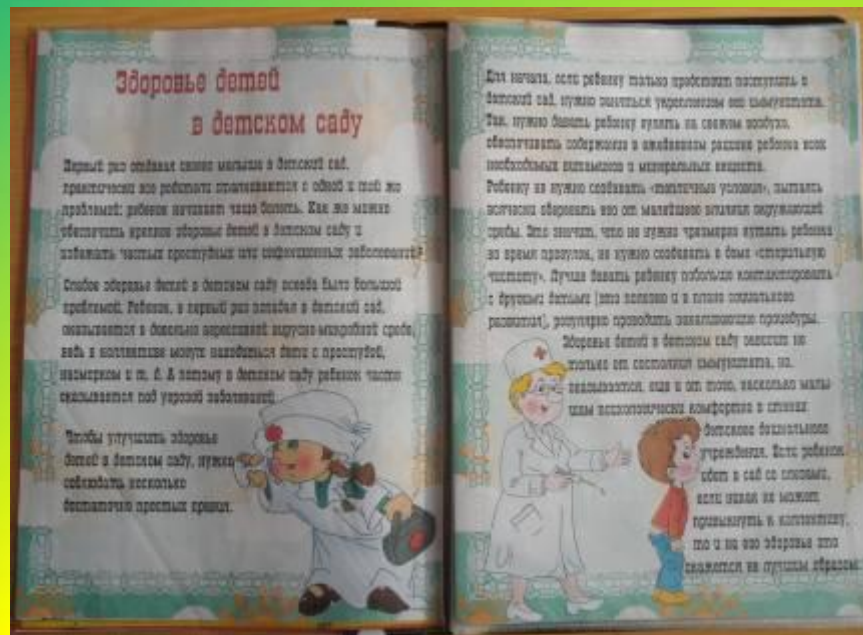 Здоровье детей
в детском саду
Первый раз отдавая своего малыша в детский сад,
практически все родители сталкиваются с одной и той же
проблемой: ребенок начинает чаще болеть. Как же можно
обеспечить крепкое здоровье детей в детском саду и
избежать частых простудных или инфекционных заболеваний?
Слабое здоровье детей в детском саду всегда было большой
проблемой. Ребенок, в первый раз попадая в детский сад,
оказывается в довольно агрессивной вирусно-микробной среде,
ведь в коллективе могут находиться дети с простудой,
насморком и т. д. А потому в детском саду ребенок часто
оказывается под угрозой заболеваний.
Чтобы улучшить здоровье
детей в детском саду, нужно
соблюдать несколько
достаточно простых правил.
Для начала, если ребенку только предстоит поступить в
детский сад, нужно заняться укреплением его иммунитета.
Так, нужно давать ребенку гулять на свежем воздухе,
обеспечивать содержание в ежедневном рационе ребенка всех
необходимых витаминов и минеральных веществ.
Ребенку не нужно создавать «тепличные условия», пытаясь
всячески оберегать его от малейшего влияния окружающей
среды. Это значит, что не нужно чрезмерно кутать ребенка
во время прогулок, не нужно создавать в доме «стерильную
чистоту». Лучше давать ребенку побольше контактировать
с другими детьми (это полезно и в плане социального
развития), регулярно проводить закаливающие процедуры.
Здоровье детей в детском саду зависит не
только от состояния иммунитета, но,
оказывается, еще и от того, насколько малы-
шам психологически комфортно в стенах
детского дошкольного
учреждения. Если ребенок
идет в сад со слезами,
если никак не может
привыкнуть к коллективу,
то и на его здоровье это
скажется не лучшим образом.